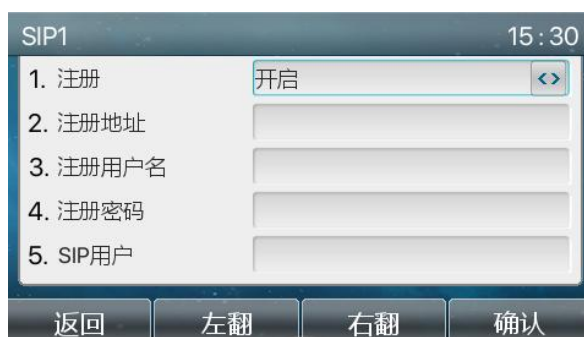 SIP1 15:30
1. 注册 开启 <>
2. 注册地址
3. 注册用户名
4. 注册密码
5. SIP用户
返回 左翻 右翻 确认